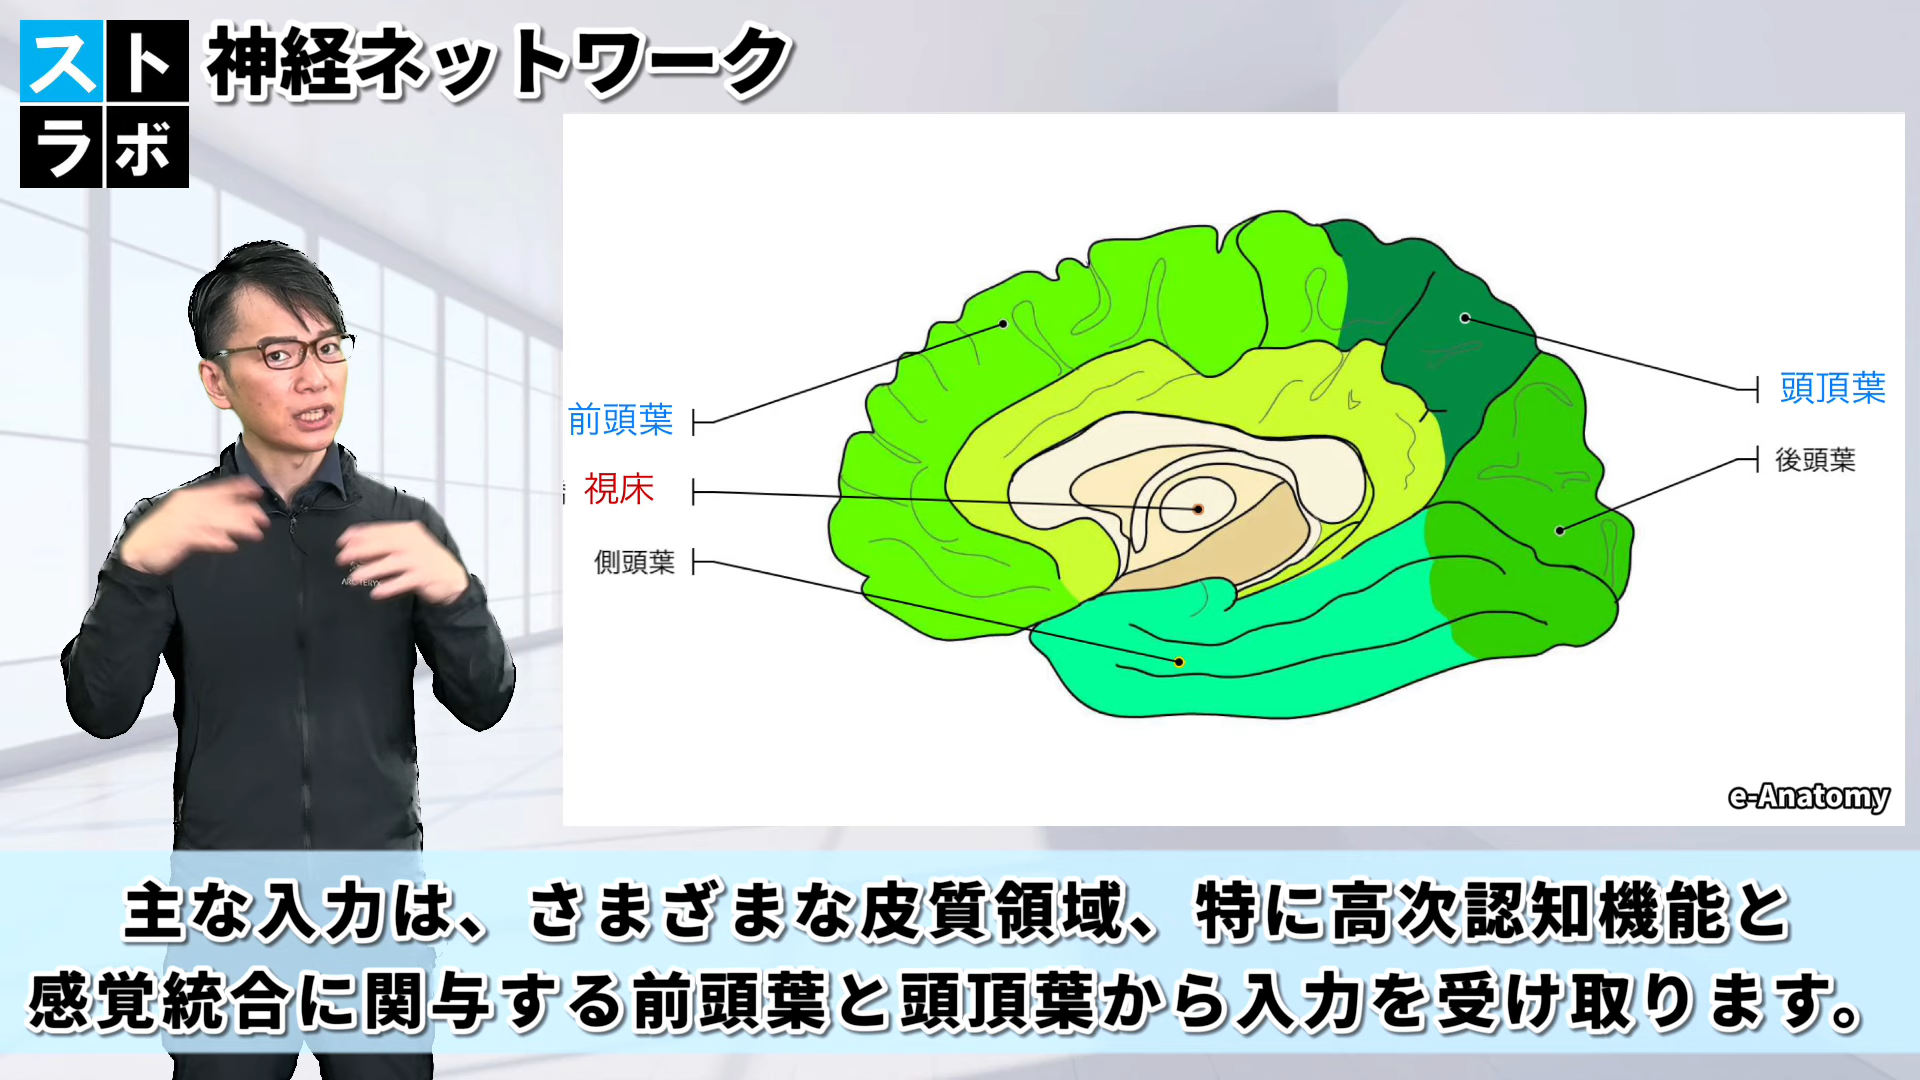 スト
ラボ
神経ネットワーク
前頭葉
視床
側頭葉
頭頂葉
後頭葉
ARC'TERYX
e-Anatomy
主な入力は、さまざまな皮質領域、特に高次認知機能と
感覚統合に関与する前頭葉と頭頂葉から入力を受け取ります。